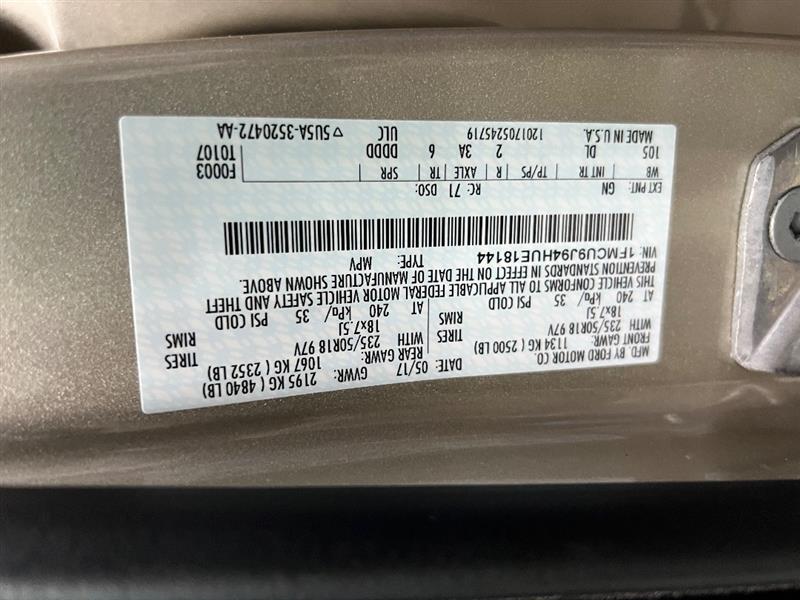 MFD. BY FORD MOTOR CO.
DATE: 05/17 GVWR: 2195 KG ( 4840 LB)
FRONT GAWR: REAR GAWR:
1134 KG ( 2500 LB) 1067 KG ( 2352 LB)
WITH 235/50R18 97V TIRES 235/50R18 97V TIRES
18x7.5J RIMS 18x7.5J RIMS
AT 240 kPa/ 35 PSI COLD AT 240 kPa/ 35 PSI COLD
THIS VEHICLE CONFORMS TO ALL APPLICABLE FEDERAL MOTOR VEHICLE SAFETY AND THEFT
PREVENTION STANDARDS IN EFFECT ON THE DATE OF MANUFACTURE SHOWN ABOVE.
VIN: 1FMCU9J94HUE18144 TYPE: MPV
EXT PNT: GN RC: 71 DSO:
WB INT TR TP/PS R AXLE TR SPR F0003
105 DL 2 3A 6 DDDD T0107
MADE IN U.S.A. 1201705245719 ULC 5U5A-3520472-AA